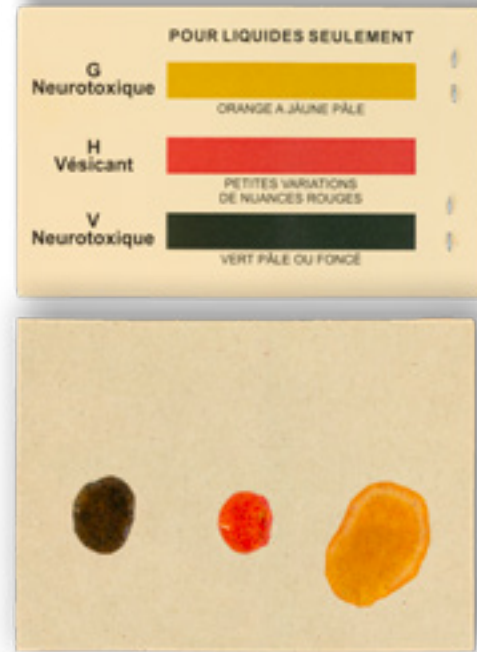 POUR LIQUIDES SEULEMENT
G
Neurotoxique
ORANGE A JAUNE PÂLE
H
Vésicant
PETITES VARIATIONS
DE NUANCES ROUGES
V
Neurotoxique
VERT PÂLE OU FONCÉ